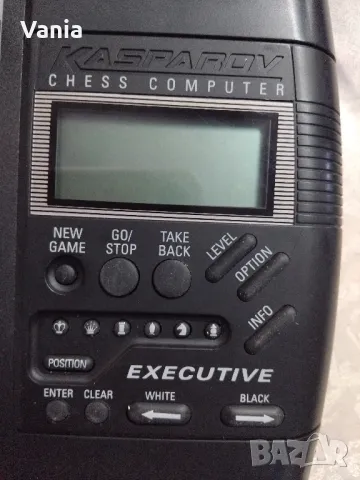 Vania
KASPAROV
CHESS COMPUTER
NEW GAME
GO/ STOP
TAKE BACK
LEVEL
OPTION
INFO
POSITION
EXECUTIVE
ENTER CLEAR WHITE BLACK
BAZAR
bg